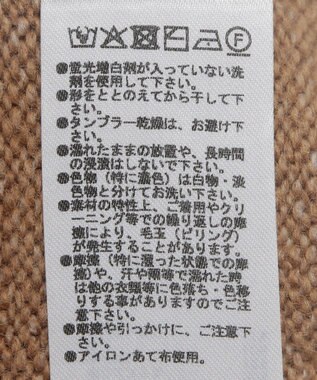 ●蛍光増白剤が入っていない洗
剤を使用して下さい。
●形をととのえてから干して下
さい。
●タンブラー乾燥は、お避け下
さい。
●濡れたままの放置や、長時間
の浸漬はしないで下さい。
●色物（特に濃色）は白物・淡
色物と分けてお洗い下さい。
●素材の特性上、ご着用やクリ
ーニング等での繰り返しの摩
擦により、毛玉（ピリング）
が発生することがあります。
●摩擦（特に湿った状態での摩
擦）や、汗や雨等で濡れた時
は他の衣類等に色落ち・色移
りする事がありますのでご注
意下さい。
●摩擦や引っかけに、ご注意下
さい。
●アイロンあて布使用。